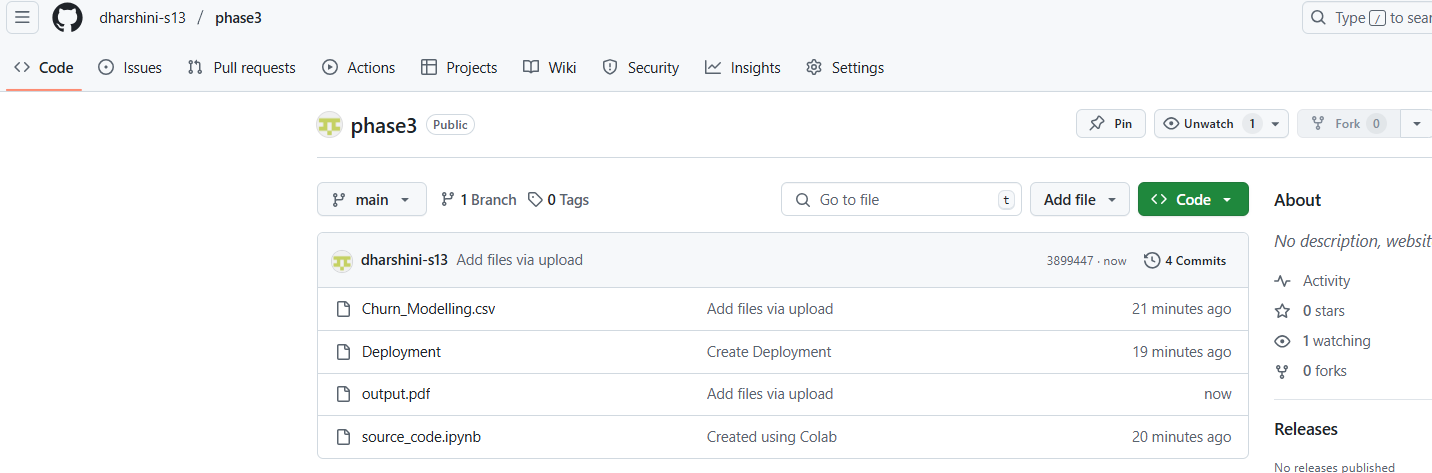 dharshini-s13 / phase3
Type / to sear
Code Issues Pull requests Actions Projects Wiki Security Insights Settings
phase3 Public
Pin Unwatch 1 Fork 0
main 1 Branch 0 Tags
Go to file t Add file Code
About
dharshini-s13 Add files via upload 3899447 · now 4 Commits
No description, websit
Churn_Modelling.csv Add files via upload 21 minutes ago
Deployment Create Deployment 19 minutes ago
output.pdf Add files via upload now
source_code.ipynb Created using Colab 20 minutes ago
Activity
0 stars
1 watching
0 forks
Releases
No releases published